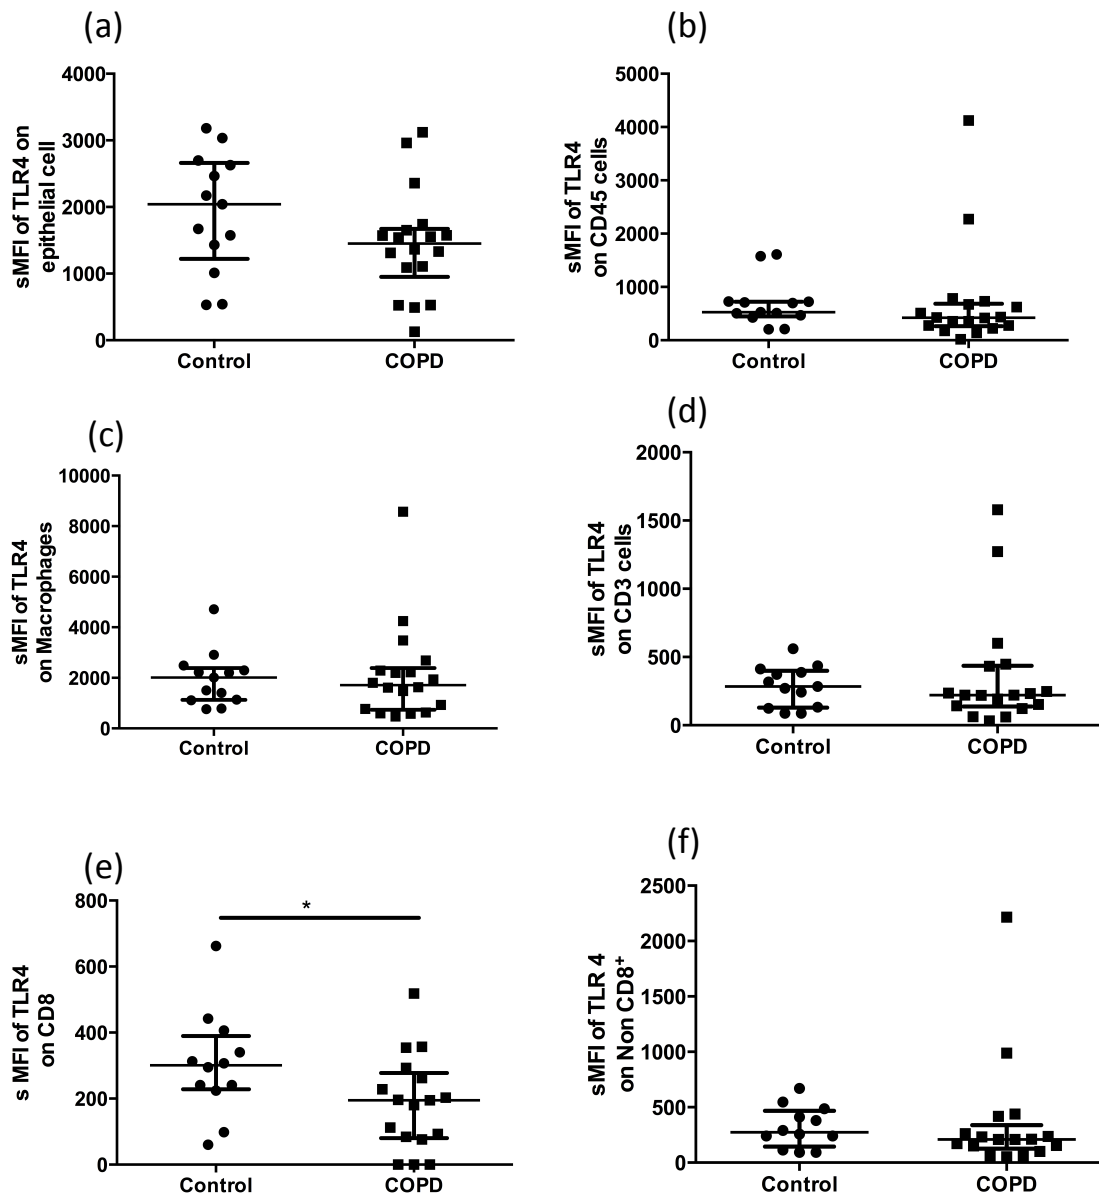 (a)
sMFI of TLR4 on
epithelial cell
4000
3000
2000
1000
0
Control
COPD
(b)
sMFI of TLR4
on CD45 cells
5000
4000
3000
2000
1000
0
Control
COPD
(c)
sMFI of TLR4
on Macrophages
10000
8000
6000
4000
2000
0
Control
COPD
(d)
sMFI of TLR4
on CD3 cells
2000
1500
1000
500
0
Control
COPD
(e)
s MFI of TLR4
on CD8
800
600
400
200
0
*
Control
COPD
(f)
sMFI of TLR 4
on Non CD8⁺
2500
2000
1500
1000
500
0
Control
COPD